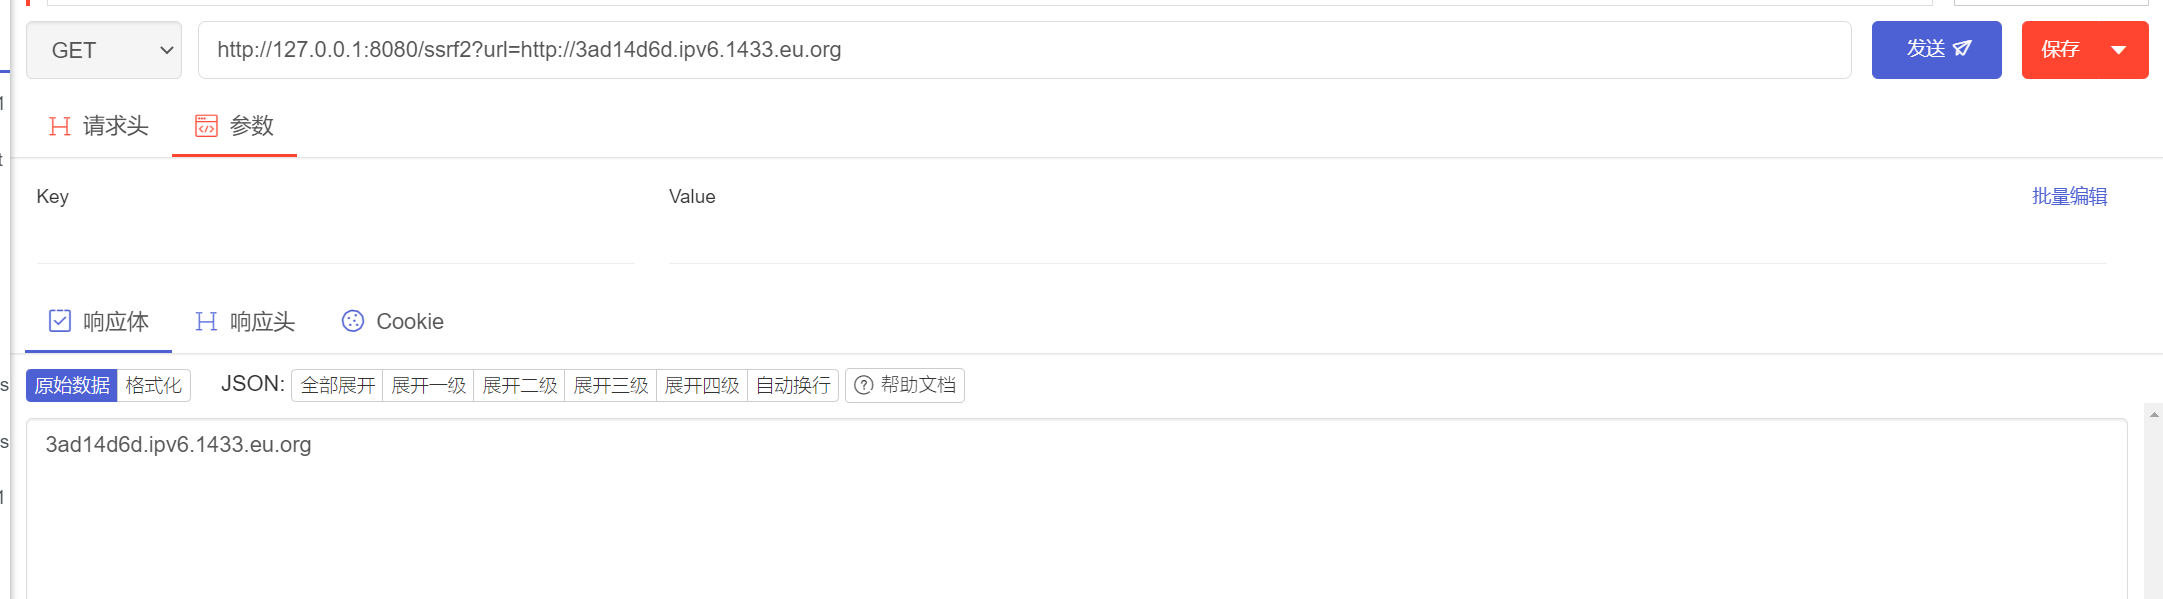 GET http://127.0.0.1:8080/ssrf2?url=http://3ad14d6d.ipv6.1433.eu.org 发送 保存
请求头 参数
Key Value 批量编辑
响应体 响应头 Cookie
原始数据 格式化 JSON: 全部展开 展开一级 展开二级 展开三级 展开四级 自动换行 帮助文档
3ad14d6d.ipv6.1433.eu.org